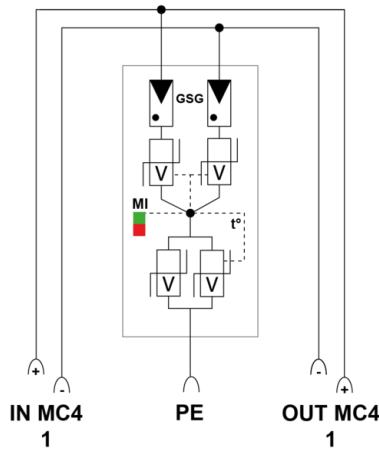 GSG
V V
MI
t°
V V
+ - - +
IN MC4 PE OUT MC4
1 1